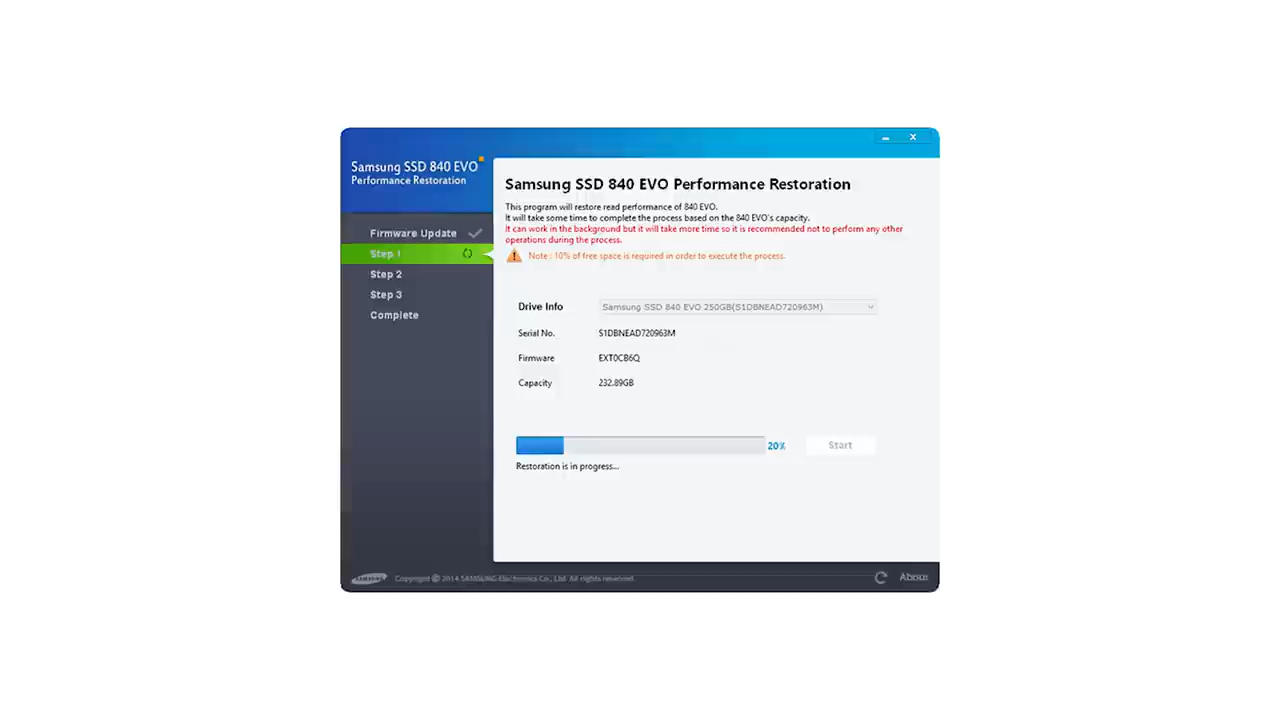 Samsung SSD 840 EVO
Performance Restoration
Firmware Update
Step 1
Step 2
Step 3
Complete
Samsung SSD 840 EVO Performance Restoration
This program will restore read performance of 840 EVO.
It will take some time to complete the process based on the 840 EVO's capacity.
It can work in the background but it will take more time so it is recommended not to perform any other
operations during the process.
Note : 10% of free space is required in order to execute the process.
Drive Info Samsung SSD 840 EVO 250GB(S1DBNEAD720963M)
Serial No. S1DBNEAD720963M
Firmware EXT0CB6Q
Capacity 232.89GB
20% Start
Restoration is in progress...
SAMSUNG Copyright © 2014 SAMSUNG Electronics Co., Ltd. All rights reserved. About